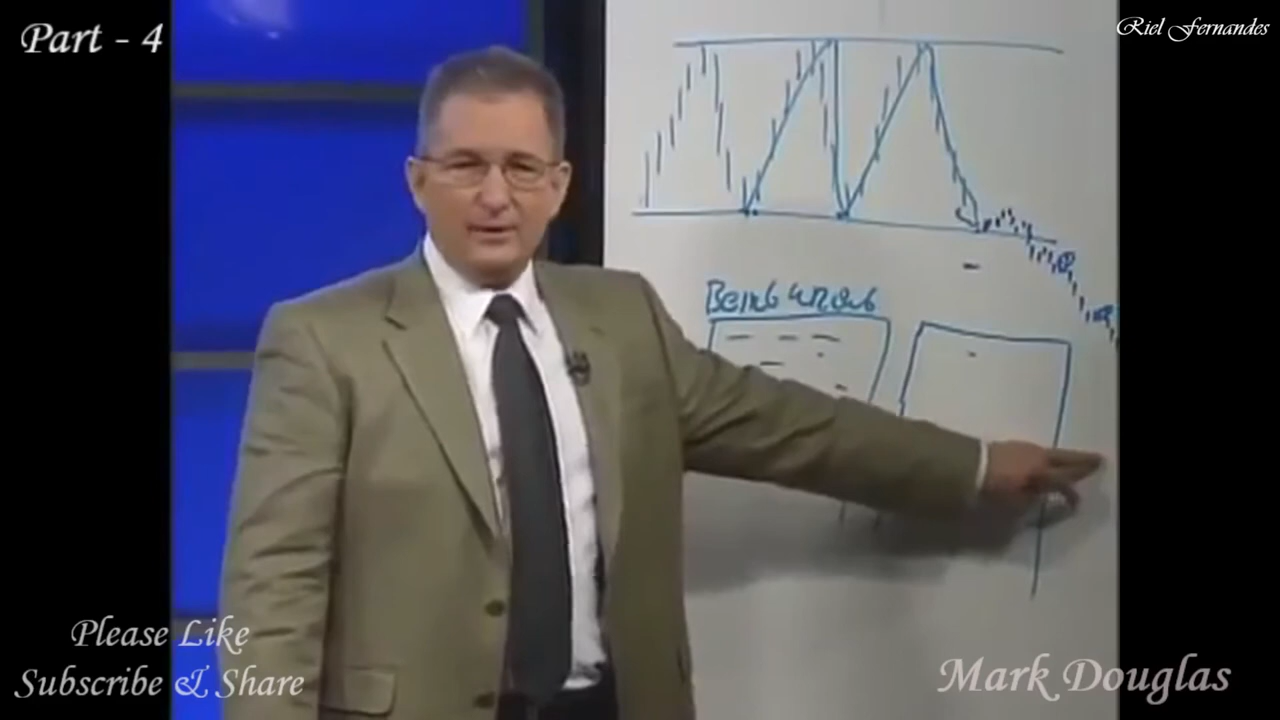 Part - 4
Riel Fernandes
Please Like
Subscribe & Share
Mark Douglas